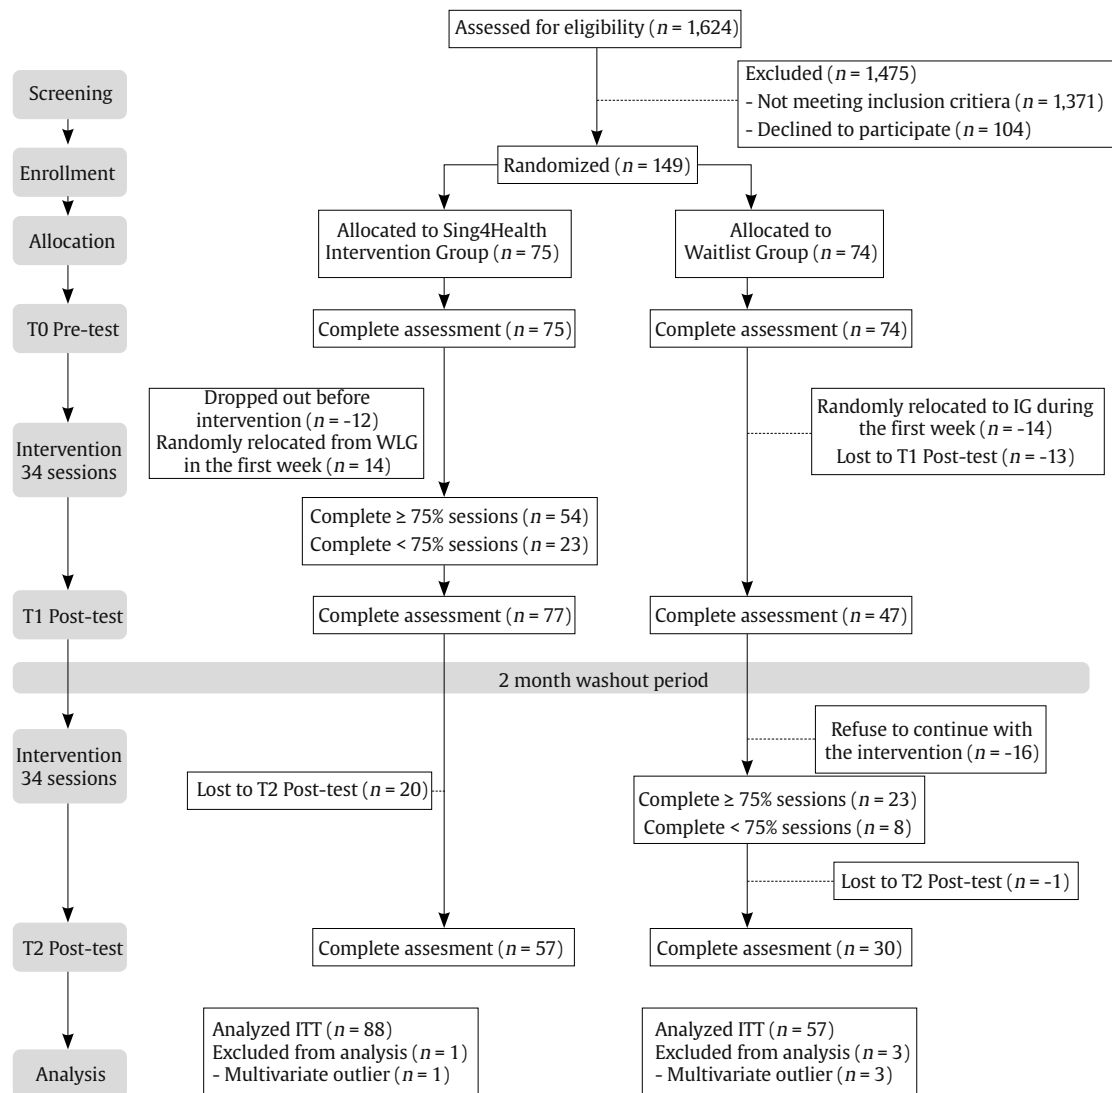 Assessed for eligibility (n = 1,624)
Screening
Excluded (n = 1,475)
- Not meeting inclusion critiera (n = 1,371)
- Declined to participate (n = 104)
Enrollment
Randomized (n = 149)
Allocation
Allocated to Sing4Health
Intervention Group (n = 75)
Allocated to
Waitlist Group (n = 74)
T0 Pre-test
Complete assessment (n = 75)
Complete assessment (n = 74)
Intervention
34 sessions
Dropped out before
intervention (n = -12)
Randomly relocated from WLG
in the first week (n = 14)
Randomly relocated to IG during
the first week (n = -14)
Lost to T1 Post-test (n = -13)
Complete ≥ 75% sessions (n = 54)
Complete < 75% sessions (n = 23)
T1 Post-test
Complete assessment (n = 77)
Complete assessment (n = 47)
2 month washout period
Intervention
34 sessions
Refuse to continue with
the intervention (n = -16)
Lost to T2 Post-test (n = 20)
Complete ≥ 75% sessions (n = 23)
Complete < 75% sessions (n = 8)
Lost to T2 Post-test (n = -1)
T2 Post-test
Complete assesment (n = 57)
Complete assesment (n = 30)
Analysis
Analyzed ITT (n = 88)
Excluded from analysis (n = 1)
- Multivariate outlier (n = 1)
Analyzed ITT (n = 57)
Excluded from analysis (n = 3)
- Multivariate outlier (n = 3)